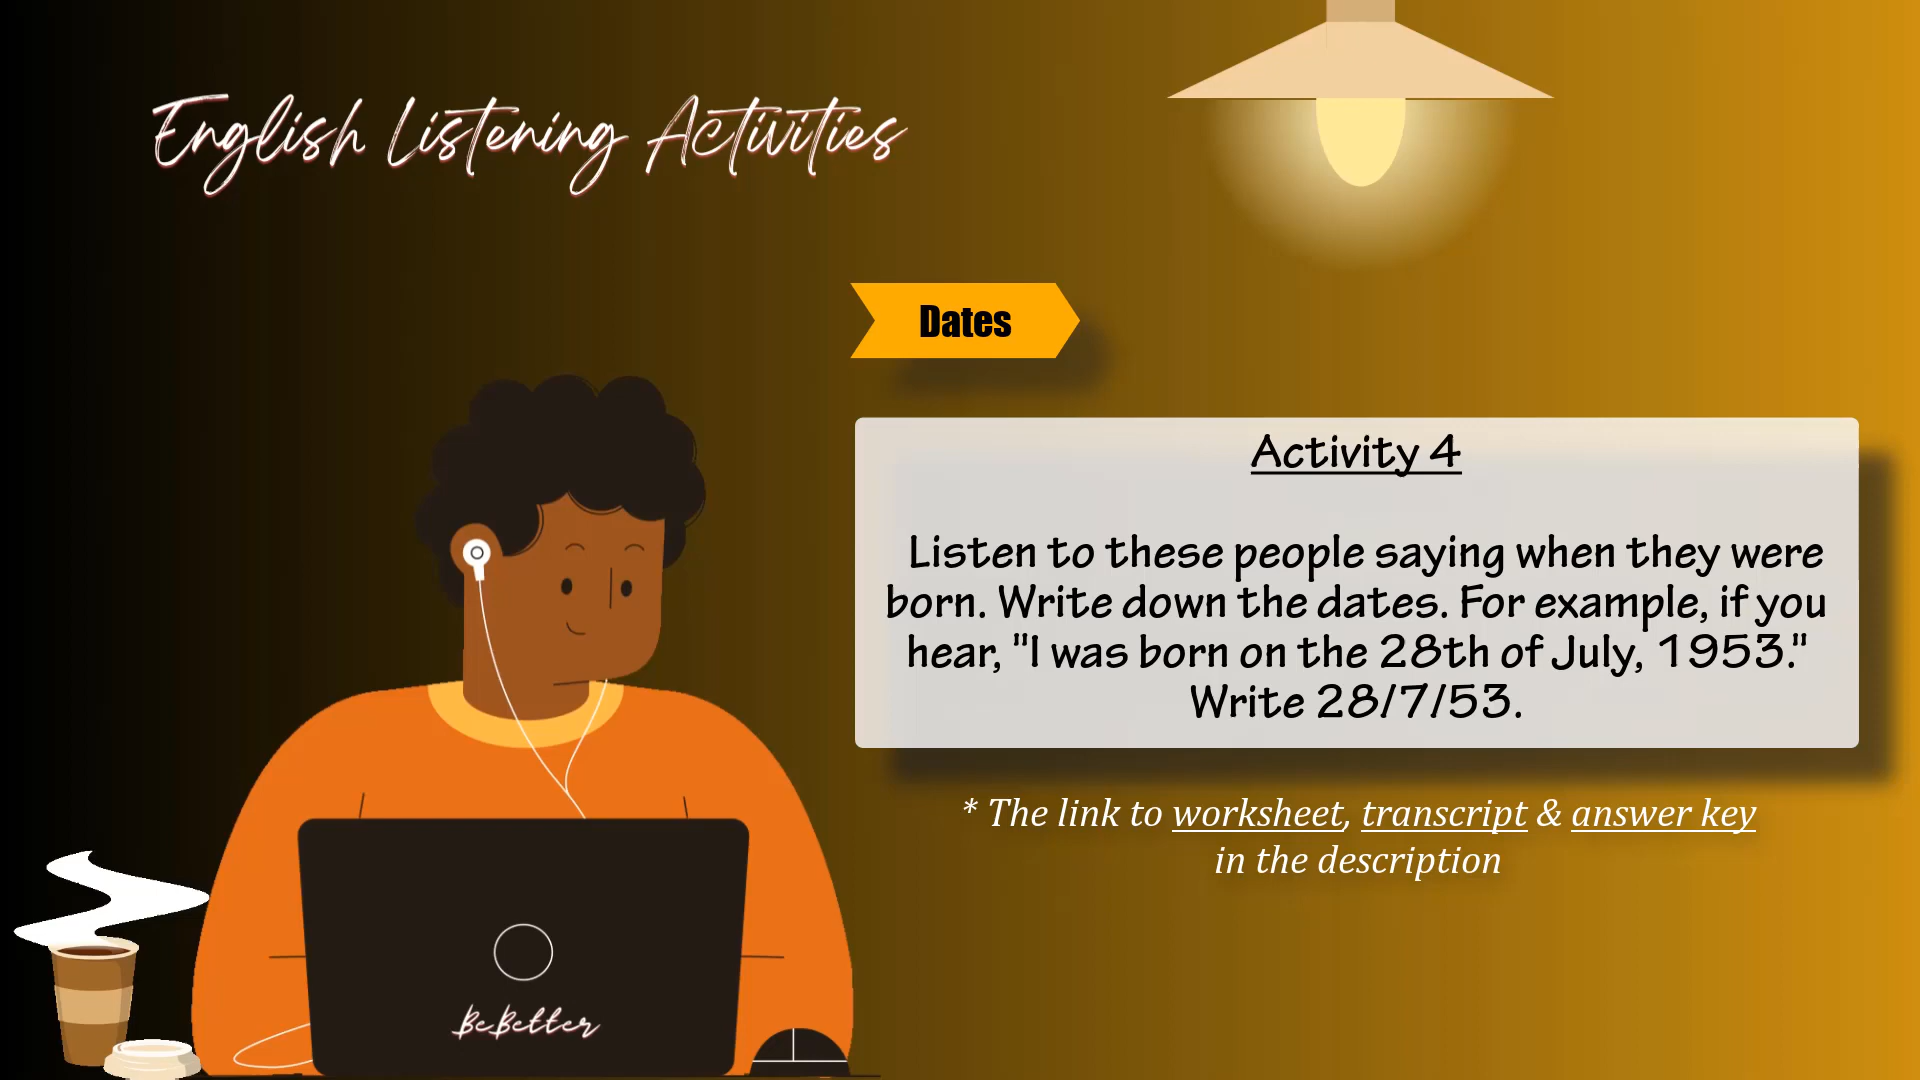 English Listening Activities
Dates
Activity 4
Listen to these people saying when they were
born. Write down the dates. For example, if you
hear, "I was born on the 28th of July, 1953."
Write 28/7/53.
* The link to worksheet, transcript & answer key
in the description
BeBetter